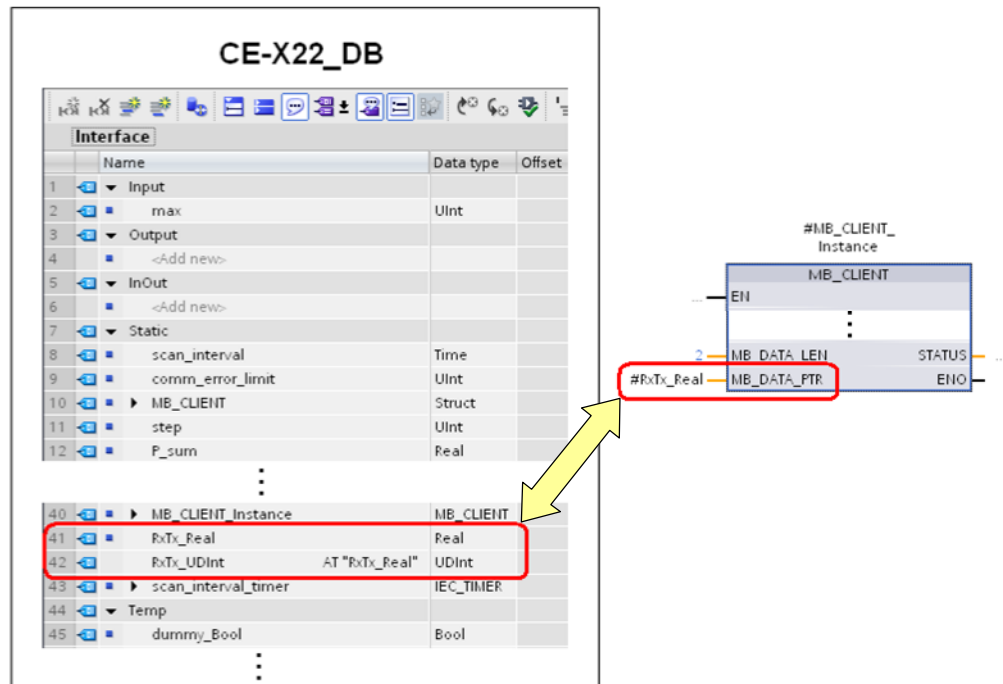 CE-X22_DB
Interface
Name Data type Offset
1 Input
2 max UInt
3 Output
4 <Add new>
5 InOut
6 <Add new>
7 Static
8 scan_interval Time
9 comm_error_limit UInt
10 MB_CLIENT Struct
11 step UInt
12 P_sum Real
40 MB_CLIENT_Instance MB_CLIENT
41 RxTx_Real Real
42 RxTx_UDInt AT "RxTx_Real" UDInt
43 scan_interval_timer IEC_TIMER
44 Temp
45 dummy_Bool Bool
#MB_CLIENT_
Instance
MB_CLIENT
... EN
2 MB_DATA_LEN STATUS ...
#RxTx_Real MB_DATA_PTR ENO